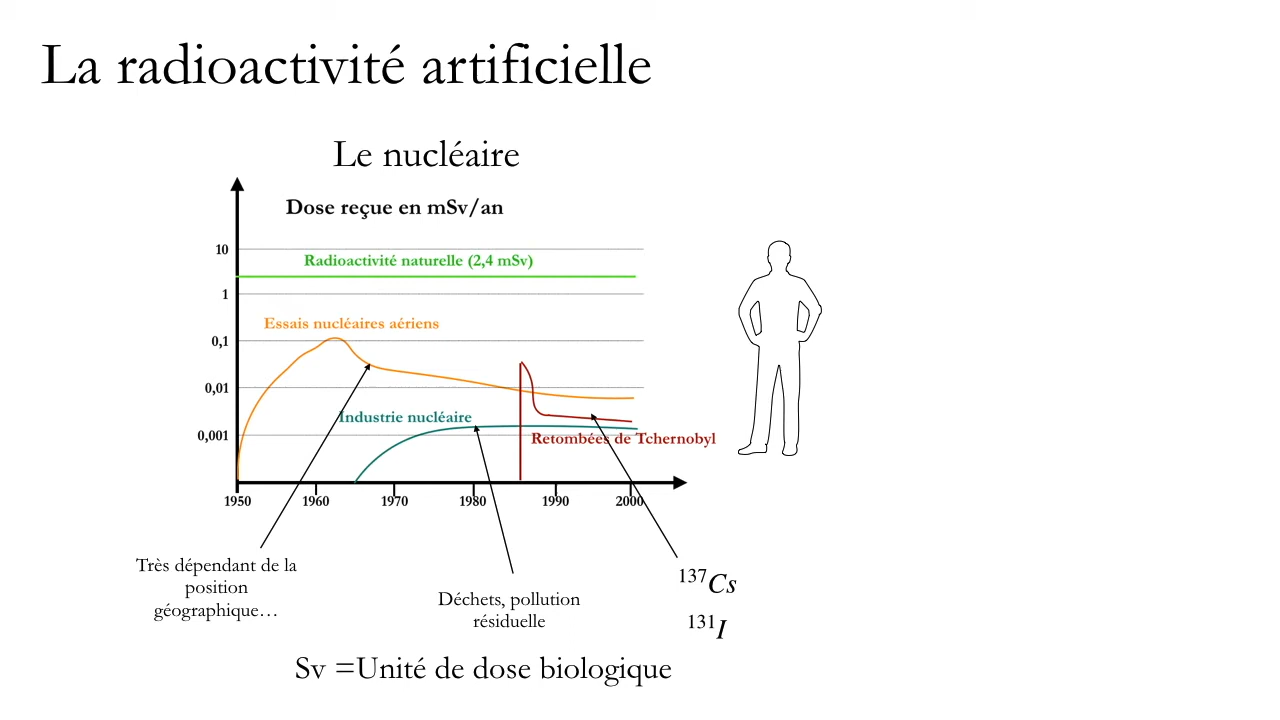 La radioactivité artificielle
Le nucléaire
Dose reçue en mSv/an
10
Radioactivité naturelle (2,4 mSv)
1
Essais nucléaires aériens
0,1
0,01
Industrie nucléaire
0,001
Retombées de Tchernobyl
1950 1960 1970 1980 1990 2000
Très dépendant de la
position
géographique…
Déchets, pollution
résiduelle
¹³⁷Cs
¹³¹I
Sv =Unité de dose biologique